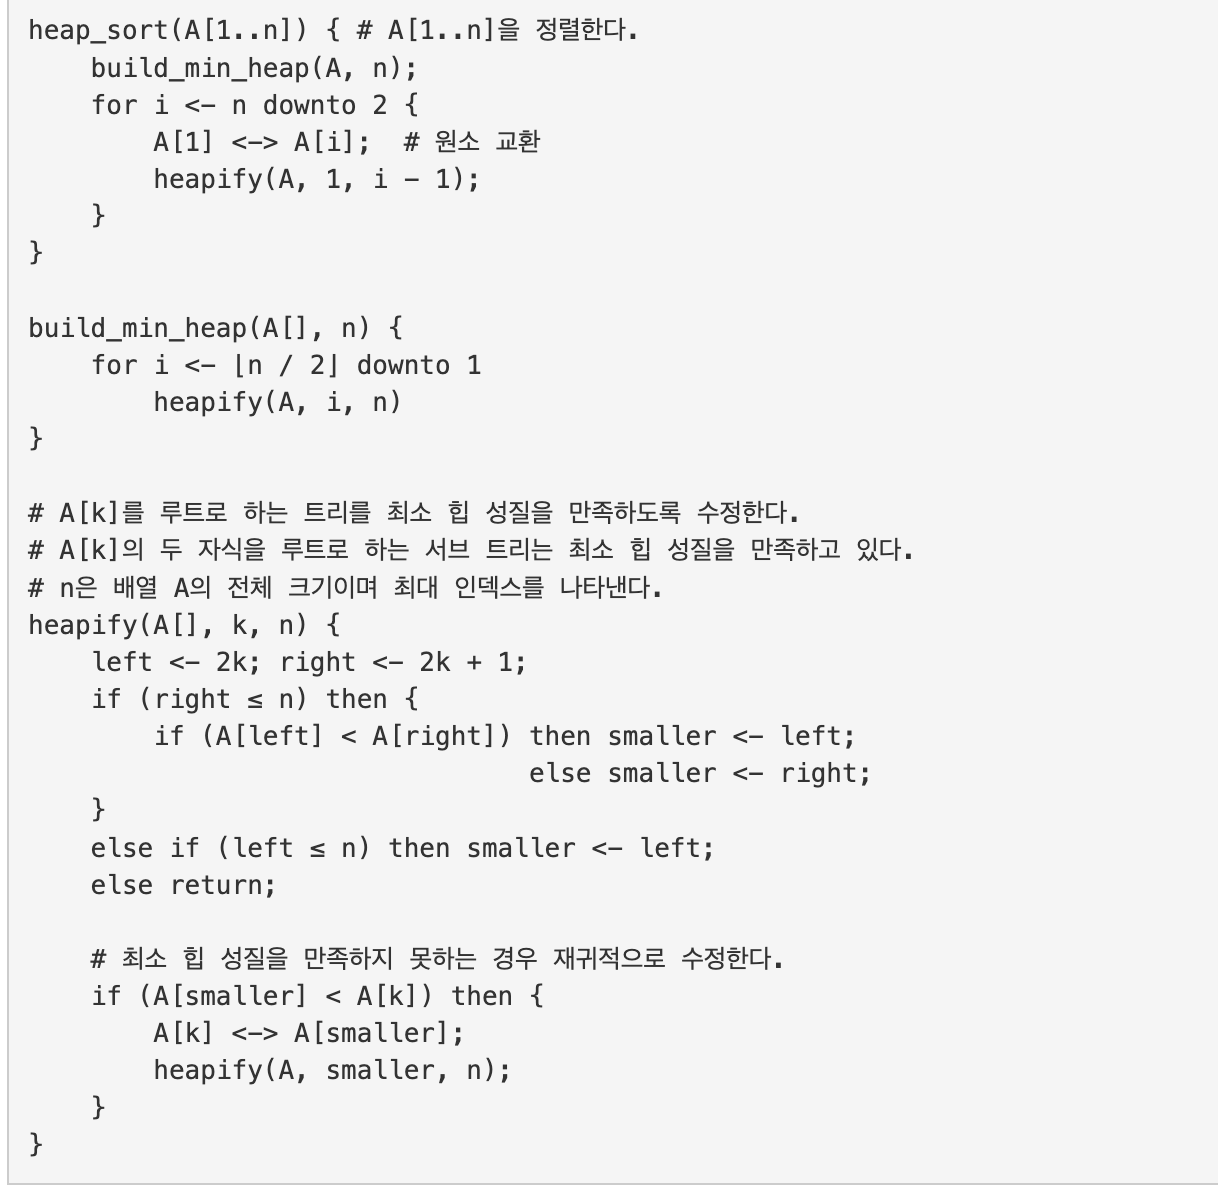 heap_sort(A[1..n]) { # A[1..n]을 정렬한다.
    build_min_heap(A, n);
    for i <- n downto 2 {
        A[1] <-> A[i];  # 원소 교환
        heapify(A, 1, i - 1);
    }
}

build_min_heap(A[], n) {
    for i <- ⌊n / 2⌋ downto 1
        heapify(A, i, n)
}

# A[k]를 루트로 하는 트리를 최소 힙 성질을 만족하도록 수정한다.
# A[k]의 두 자식을 루트로 하는 서브 트리는 최소 힙 성질을 만족하고 있다.
# n은 배열 A의 전체 크기이며 최대 인덱스를 나타낸다.
heapify(A[], k, n) {
    left <- 2k; right <- 2k + 1;
    if (right ≤ n) then {
        if (A[left] < A[right]) then smaller <- left;
                                else smaller <- right;
    }
    else if (left ≤ n) then smaller <- left;
    else return;

    # 최소 힙 성질을 만족하지 못하는 경우 재귀적으로 수정한다.
    if (A[smaller] < A[k]) then {
        A[k] <-> A[smaller];
        heapify(A, smaller, n);
    }
}